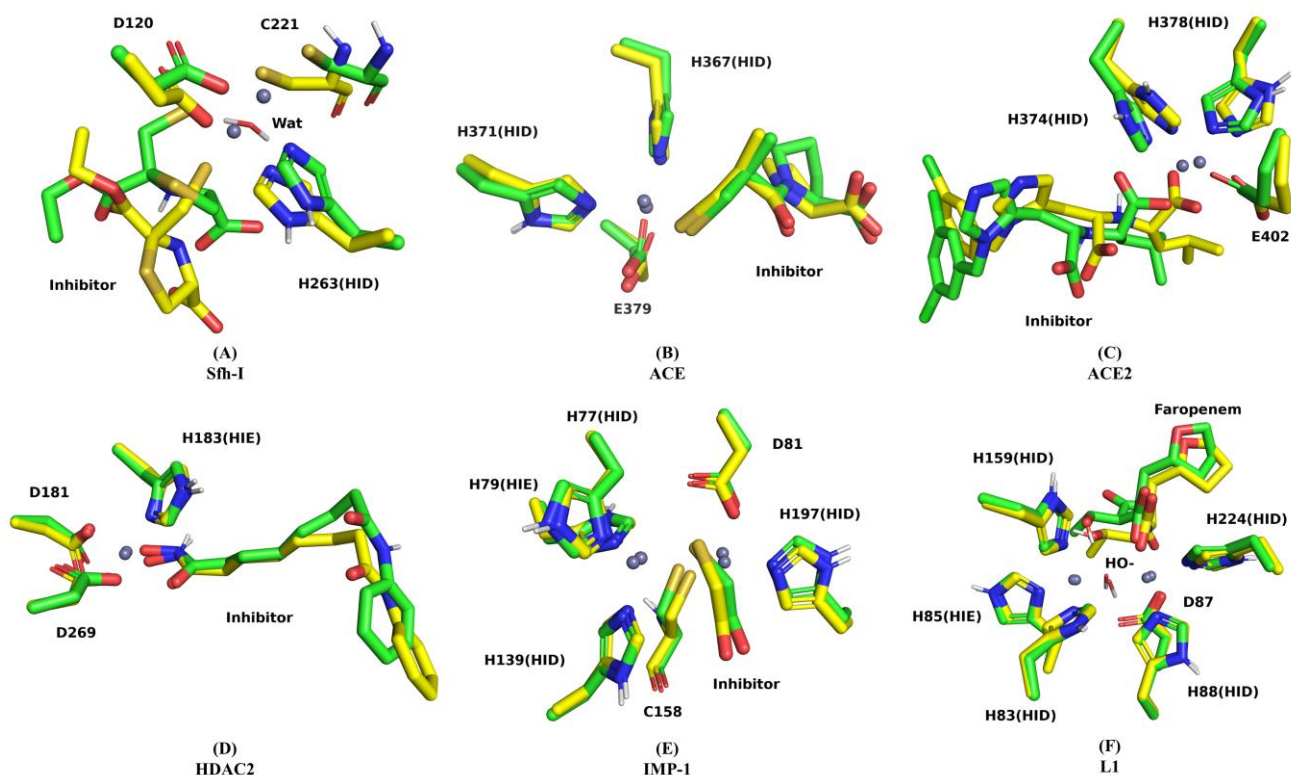 D120
C221
Wat
Inhibitor
H263(HID)
(A)
Sfh-I
H367(HID)
H371(HID)
E379
Inhibitor
(B)
ACE
H378(HID)
H374(HID)
E402
Inhibitor
(C)
ACE2
H183(HIE)
D181
D269
Inhibitor
(D)
HDAC2
H77(HID)
D81
H79(HIE)
H197(HID)
H139(HID)
C158
Inhibitor
(E)
IMP-1
Faropenem
H159(HID)
H224(HID)
HO-
D87
H85(HIE)
H83(HID)
H88(HID)
(F)
L1